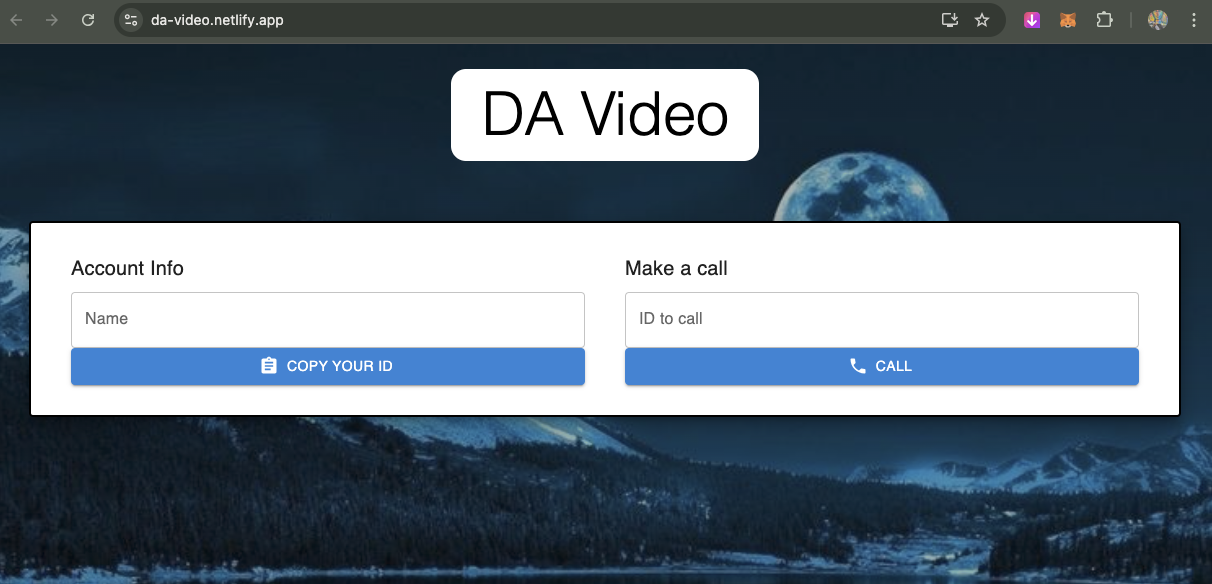 da-video.netlify.app
DA Video
Account Info
Name
COPY YOUR ID
Make a call
ID to call
CALL